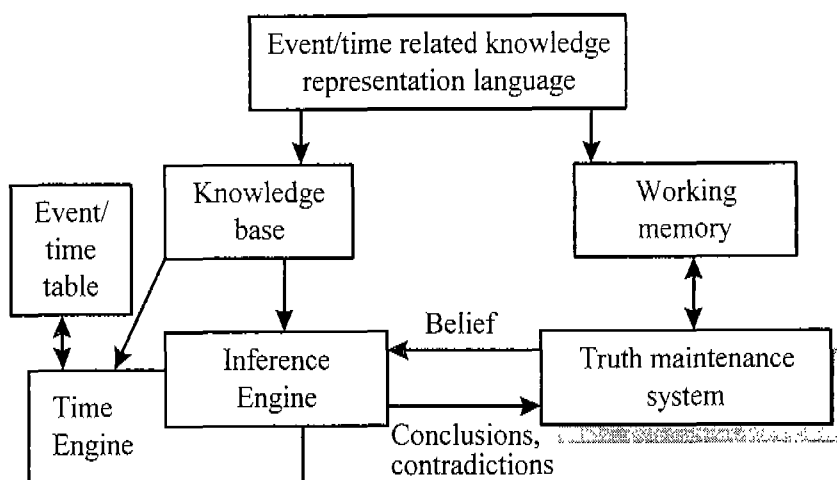 Event/time related knowledge
representation language
Knowledge
base
Working
memory
Event/
time
table
Belief
Inference
Engine
Truth maintenance
system
Time
Engine
Conclusions,
contradictions